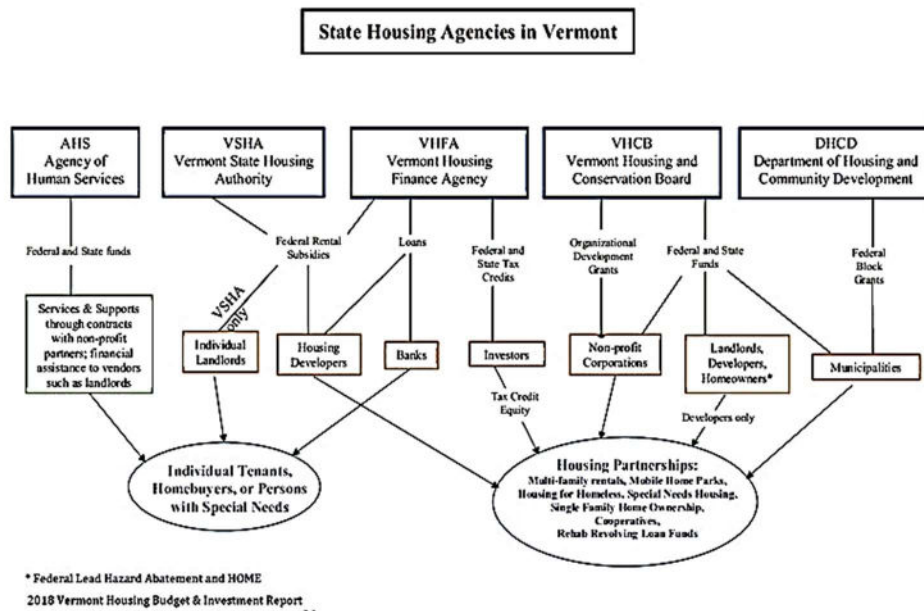 State Housing Agencies in Vermont
AHS
Agency of
Human Services
VSHA
Vermont State Housing
Authority
VHFA
Vermont Housing
Finance Agency
VHCB
Vermont Housing and
Conservation Board
DHCD
Department of Housing and
Community Development
Federal and State funds
Federal Rental
Subsidies
Loans
Federal and
State Tax
Credits
Organizational
Development
Grants
Federal and State
Funds
Federal
Block
Grants
VSHA
only
Services & Supports
through contracts
with non-profit
partners; financial
assistance to vendors
such as landlords
Individual
Landlords
Housing
Developers
Banks
Investors
Non-profit
Corporations
Landlords,
Developers,
Homeowners*
Municipalities
Tax Credit
Equity
Developers only
Individual Tenants,
Homebuyers, or Persons
with Special Needs
Housing Partnerships:
Multi-family rentals, Mobile Home Parks,
Housing for Homeless, Special Needs Housing,
Single Family Home Ownership,
Cooperatives,
Rehab Revolving Loan Funds
* Federal Lead Hazard Abatement and HOME
2018 Vermont Housing Budget & Investment Report